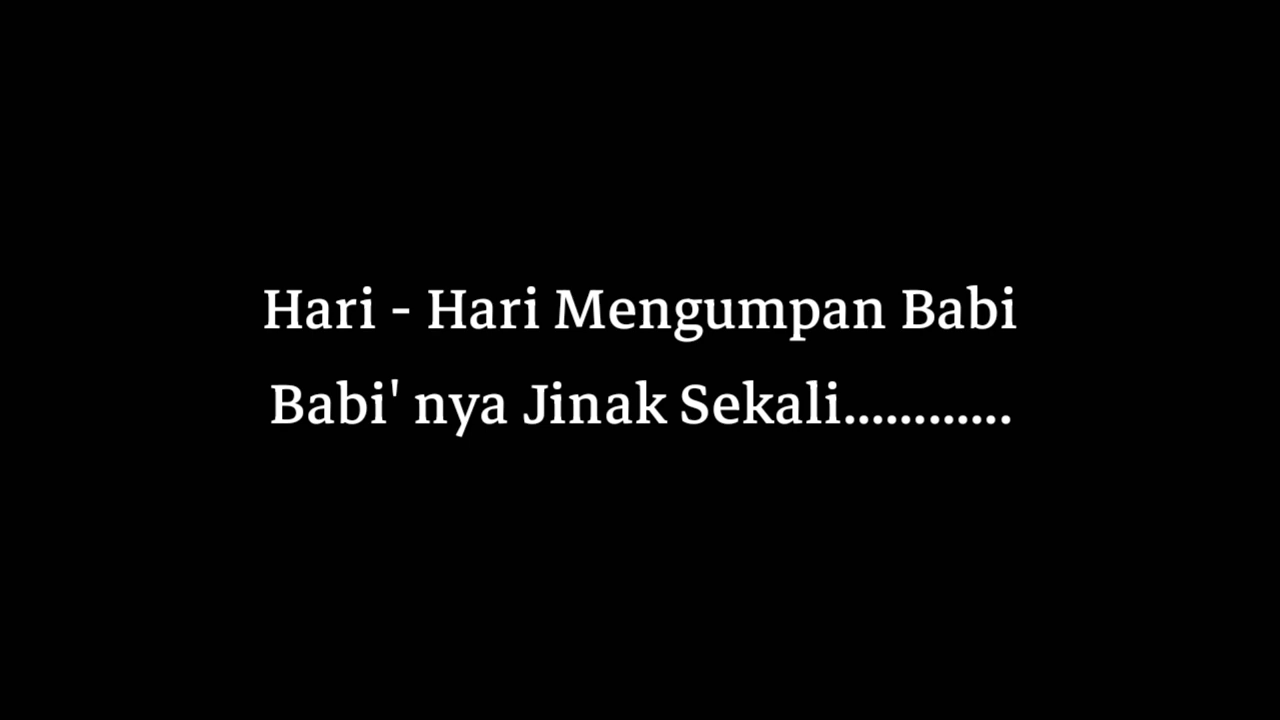 Hari - Hari Mengumpan Babi
Babi' nya Jinak Sekali............